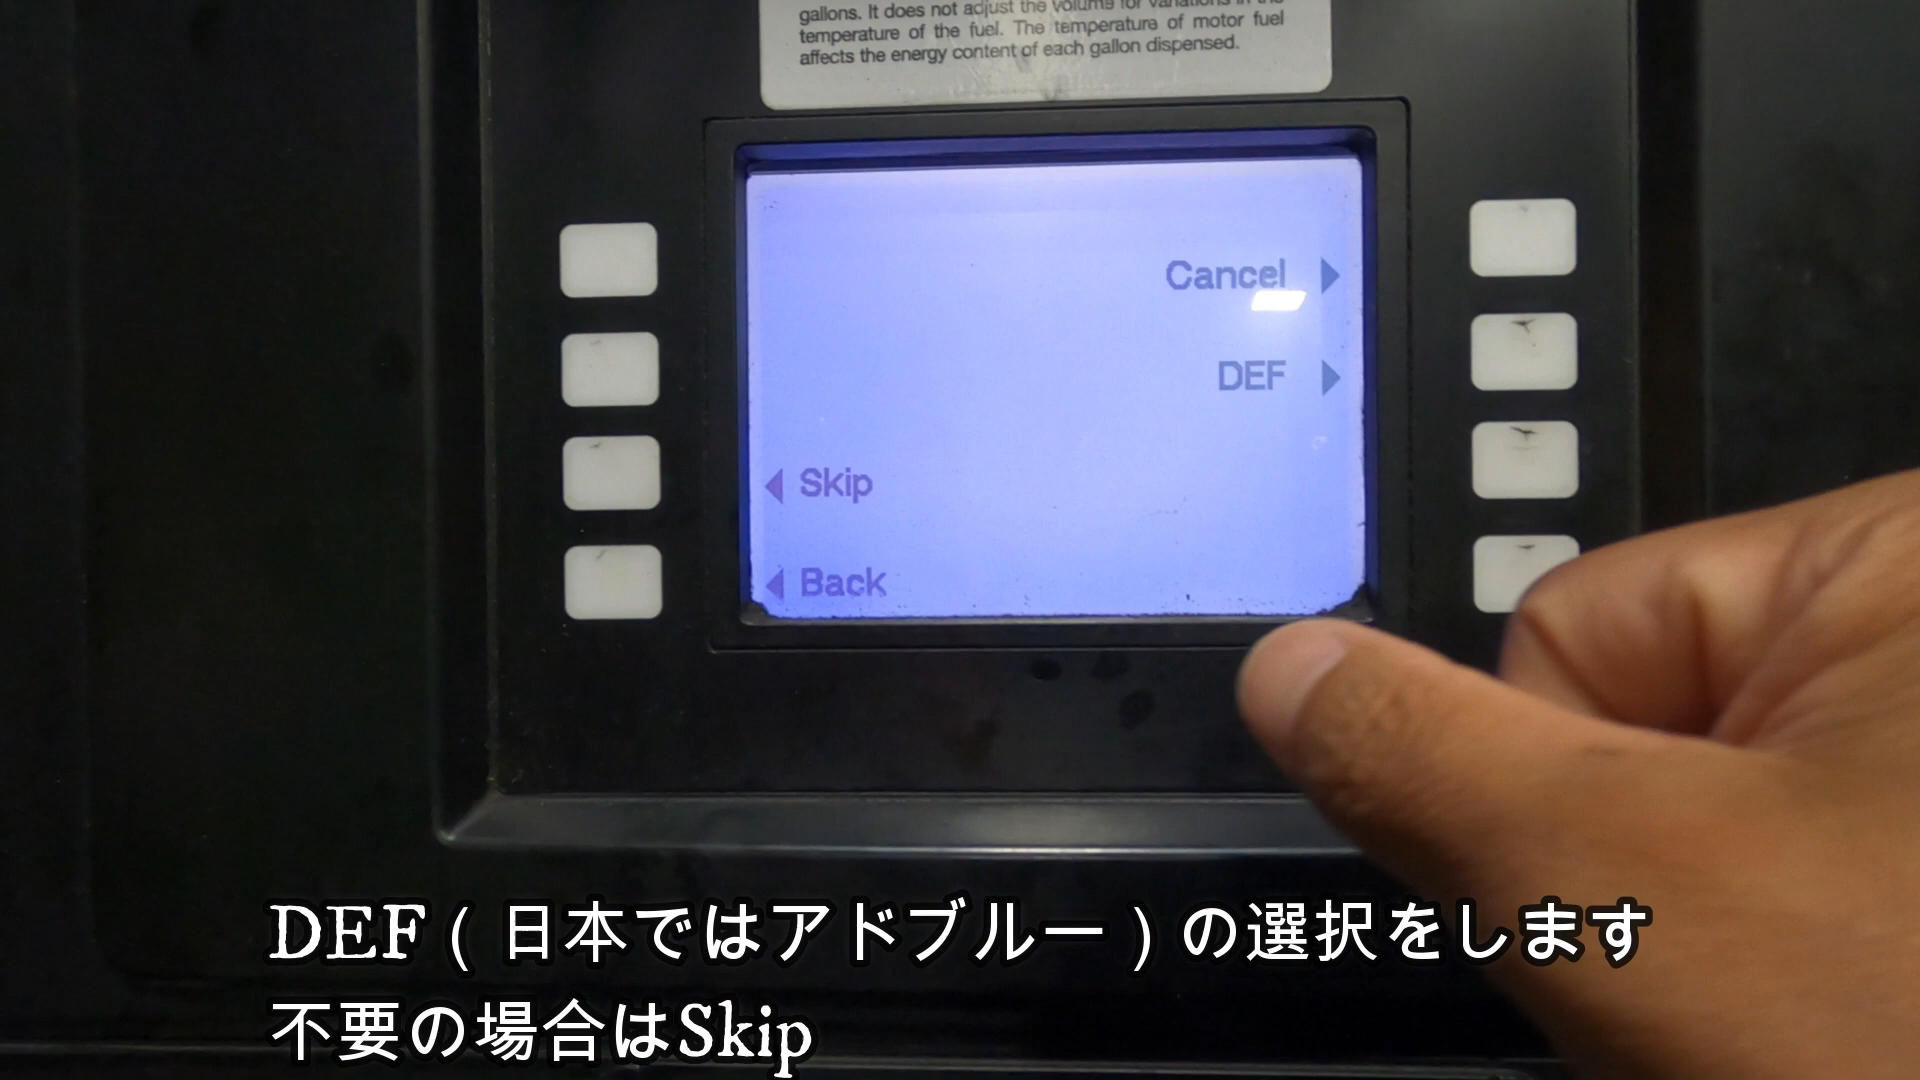 gallons. It does not adjust the volume for variations in the
temperature of the fuel. The temperature of motor fuel
affects the energy content of each gallon dispensed.
Cancel
DEF
Skip
Back
DEF（日本ではアドブルー）の選択をします
不要の場合はSkip